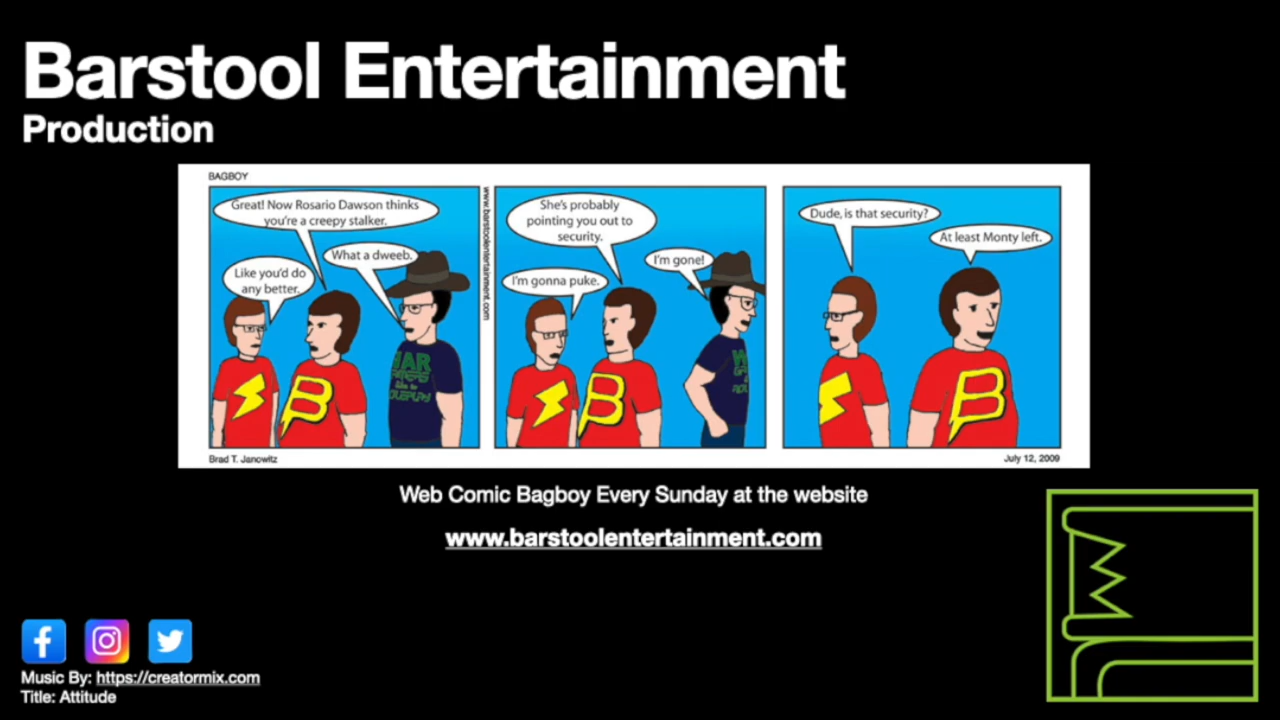 Barstool Entertainment
Production
BAGBOY
Great! Now Rosario Dawson thinks
you're a creepy stalker.
What a dweeb.
Like you'd do
any better.
www.barstoolentertainment.com
She's probably
pointing you out to
security.
I'm gonna puke.
I'm gone!
Dude, is that security?
At least Monty left.
Brad T. Janowitz
July 12, 2009
Web Comic Bagboy Every Sunday at the website
www.barstoolentertainment.com
Music By: https://creatormix.com
Title: Attitude